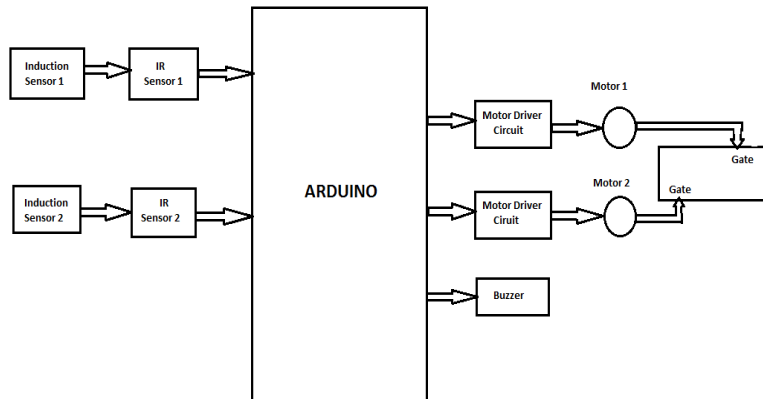 Induction
Sensor 1
IR
Sensor 1
Motor 1
Motor Driver
Circuit
Gate
Induction
Sensor 2
IR
Sensor 2
ARDUINO
Motor 2
Gate
Motor Driver
Ciruit
Buzzer